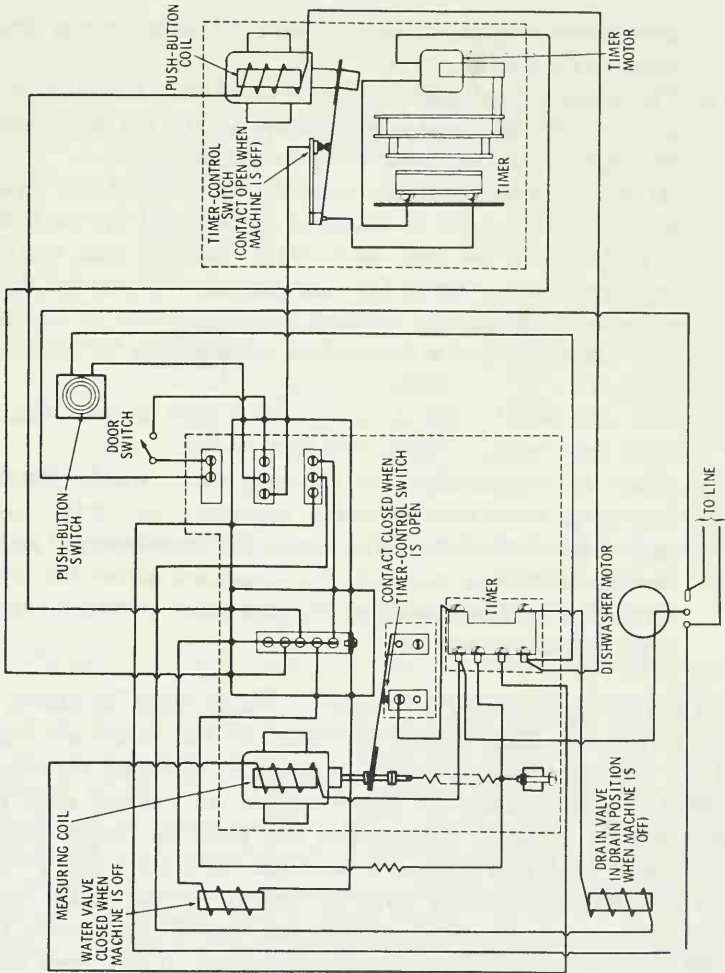 PUSH-BUTTON
COIL
TIMER-CONTROL
SWITCH
(CONTACT OPEN WHEN
MACHINE IS OFF)
TIMER
MOTOR
TIMER
PUSH-BUTTON
SWITCH
DOOR
SWITCH
CONTACT CLOSED WHEN
TIMER-CONTROL SWITCH
IS OPEN
TIMER
DISHWASHER MOTOR
TO LINE
MEASURING COIL
WATER VALVE
CLOSED WHEN
MACHINE IS OFF
DRAIN VALVE
IN DRAIN POSITION
WHEN MACHINE IS
OFF)